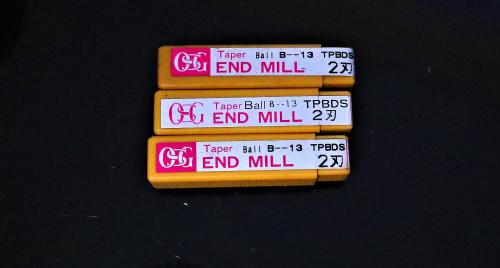 OSG Taper Ball B--13 TPBDS
END MILL 2刃
OSG Taper Ball B--13 TPBDS
END MILL 2刃
OSG Taper Ball B--13 TPBDS
END MILL 2刃